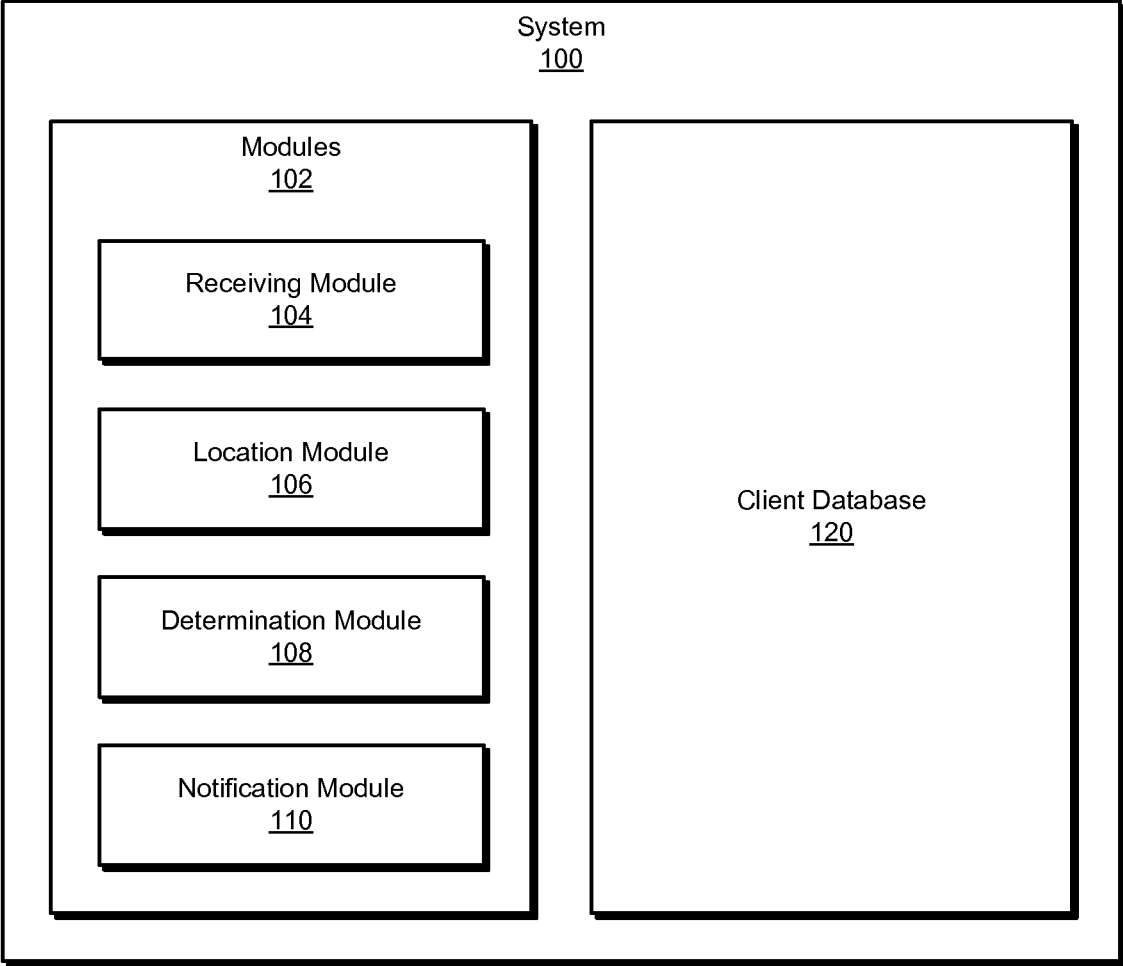 System
100
Modules
102
Receiving Module
104
Location Module
106
Determination Module
108
Notification Module
110
Client Database
120